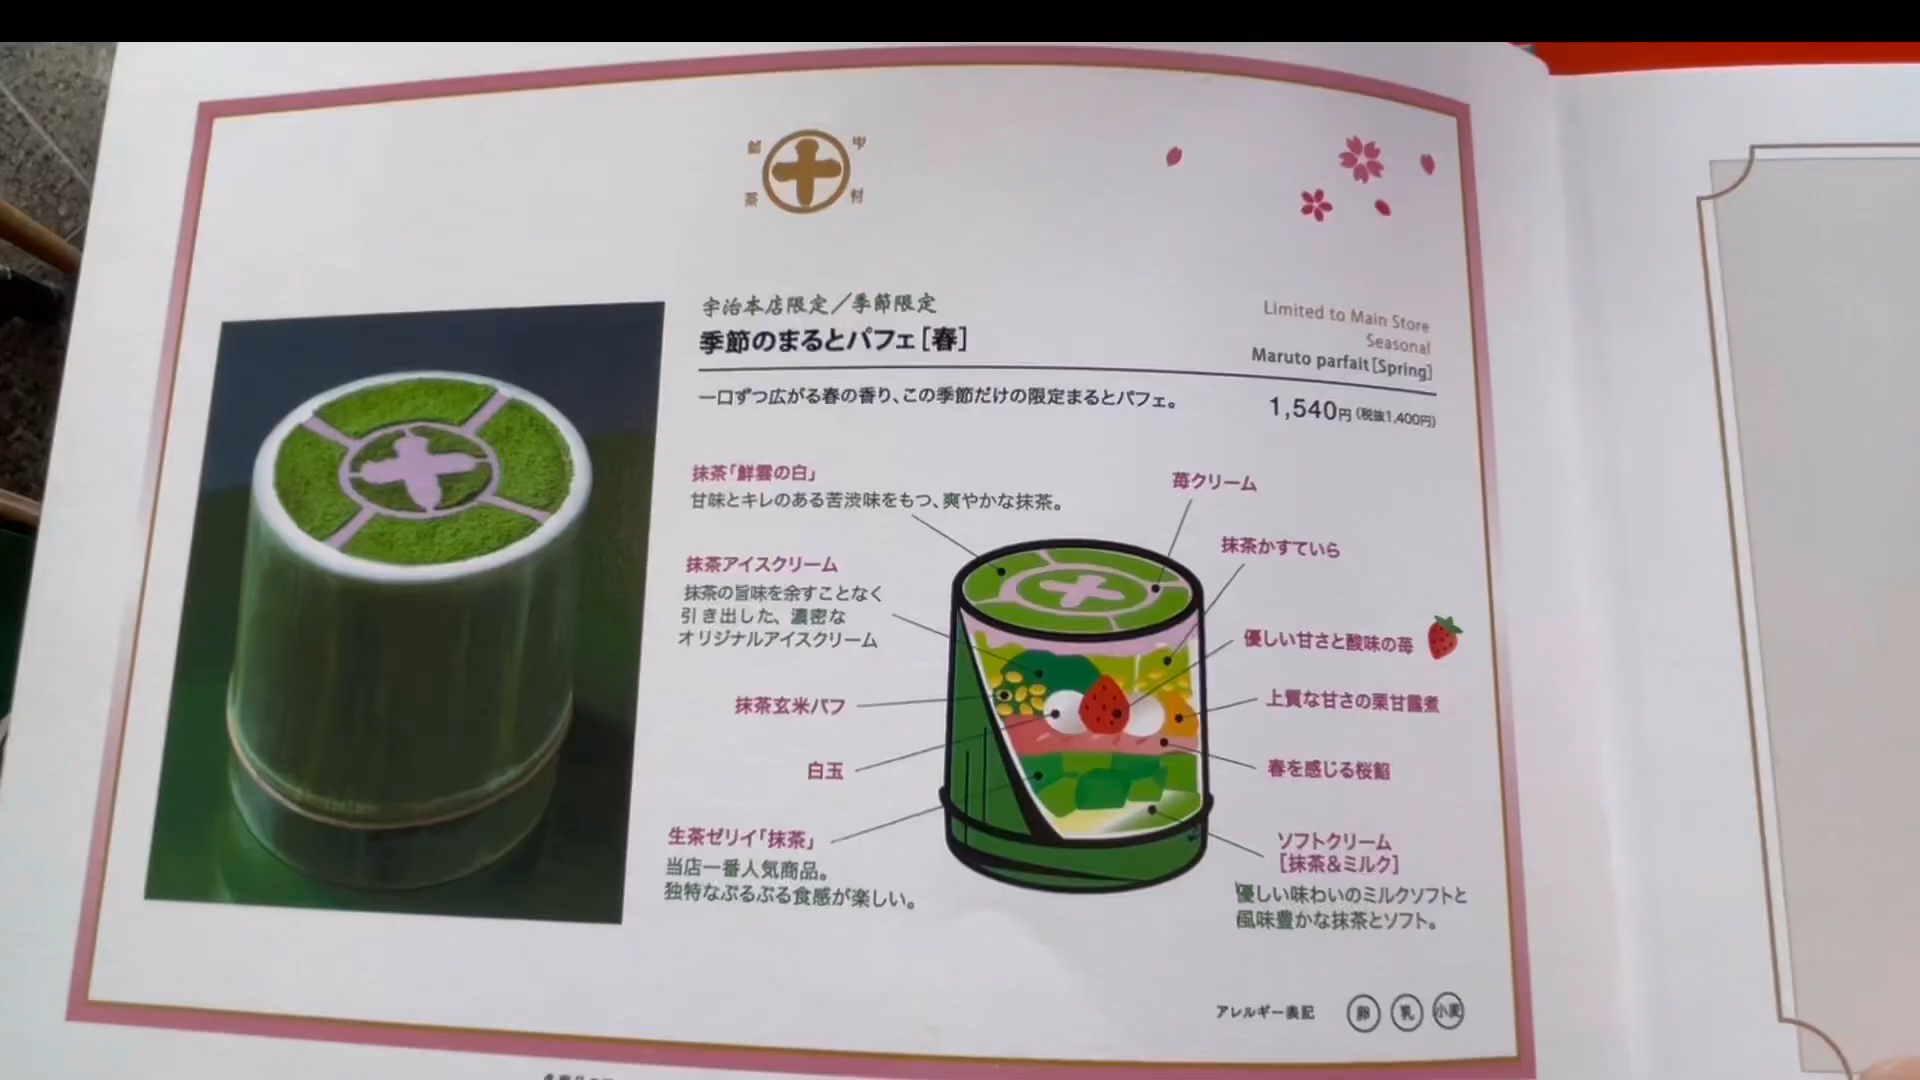 十
茶
村
宇治本店限定／季節限定
季節のまるとパフェ［春］
Limited to Main Store
Seasonal
Maruto parfait［Spring］
一口ずつ広がる春の香り、この季節だけの限定まるとパフェ。
1,540円（税抜1,400円）
抹茶「鮮雲の白」
甘味とキレのある苦渋味をもつ、爽やかな抹茶。
抹茶アイスクリーム
抹茶の旨味を余すことなく
引き出した、濃密な
オリジナルアイスクリーム
抹茶玄米パフ
白玉
生茶ゼリイ「抹茶」
当店一番人気商品。
独特なぷるぷる食感が楽しい。
苺クリーム
抹茶かすていら
優しい甘さと酸味の苺
上質な甘さの栗甘露煮
春を感じる桜餡
ソフトクリーム
［抹茶＆ミルク］
優しい味わいのミルクソフトと
風味豊かな抹茶とソフト。
アレルギー表記
卵 乳 小麦